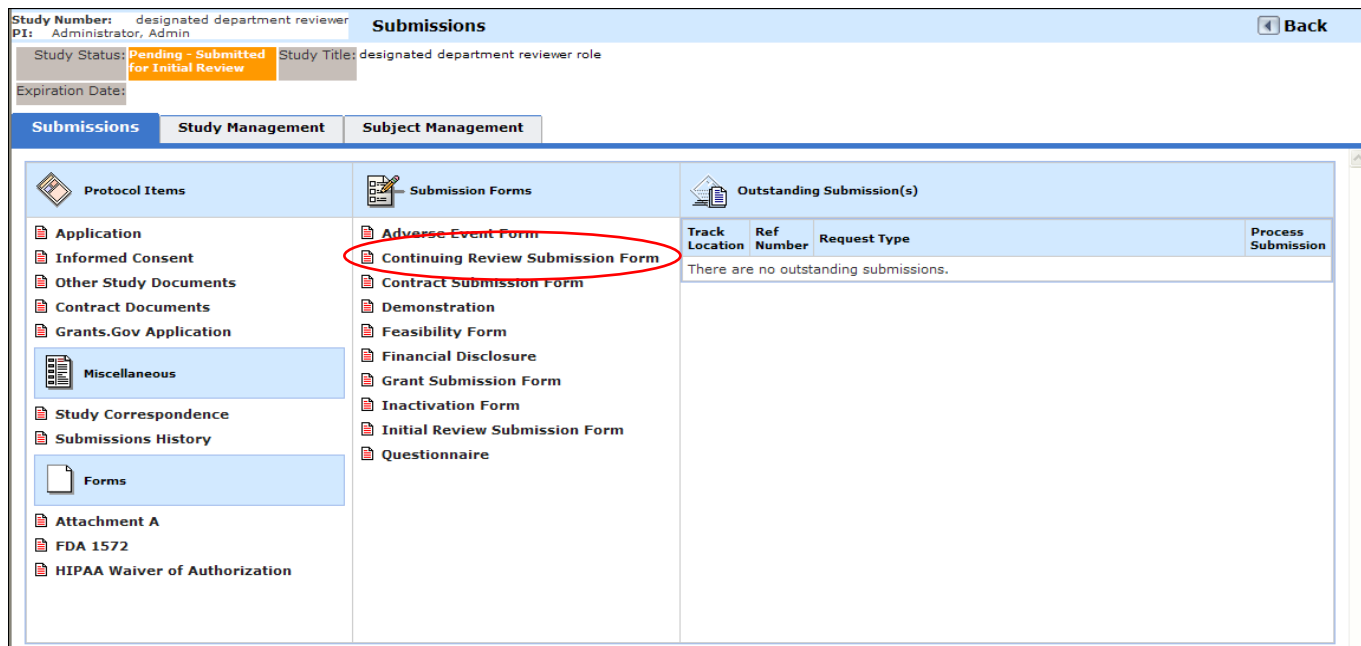 Study Number: designated department reviewer
PI: Administrator, Admin
Submissions
Back
Study Status: Pending - Submitted for Initial Review
Study Title: designated department reviewer role
Expiration Date:
Submissions
Study Management
Subject Management
Protocol Items
Application
Informed Consent
Other Study Documents
Contract Documents
Grants.Gov Application
Miscellaneous
Study Correspondence
Submissions History
Forms
Attachment A
FDA 1572
HIPAA Waiver of Authorization
Submission Forms
Adverse Event Form
Continuing Review Submission Form
Contract Submission Form
Demonstration
Feasibility Form
Financial Disclosure
Grant Submission Form
Inactivation Form
Initial Review Submission Form
Questionnaire
Outstanding Submission(s)
Track Location
Ref Number
Request Type
Process Submission
There are no outstanding submissions.